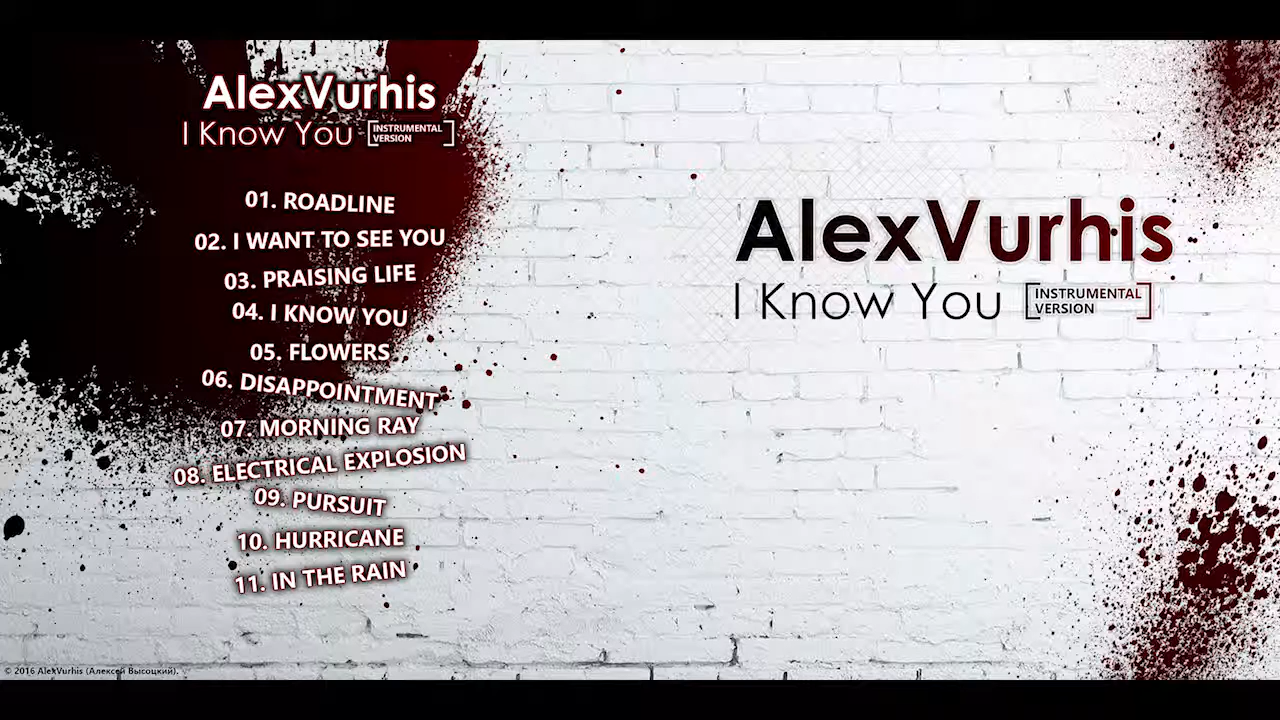 AlexVurhis
I Know You [INSTRUMENTAL VERSION]
01. ROADLINE
02. I WANT TO SEE YOU
03. PRAISING LIFE
04. I KNOW YOU
05. FLOWERS
06. DISAPPOINTMENT
07. MORNING RAY
08. ELECTRICAL EXPLOSION
09. PURSUIT
10. HURRICANE
11. IN THE RAIN
© 2016 AlexVurhis (Алексей Высоцкий).
AlexVurhis
I Know You [INSTRUMENTAL VERSION]